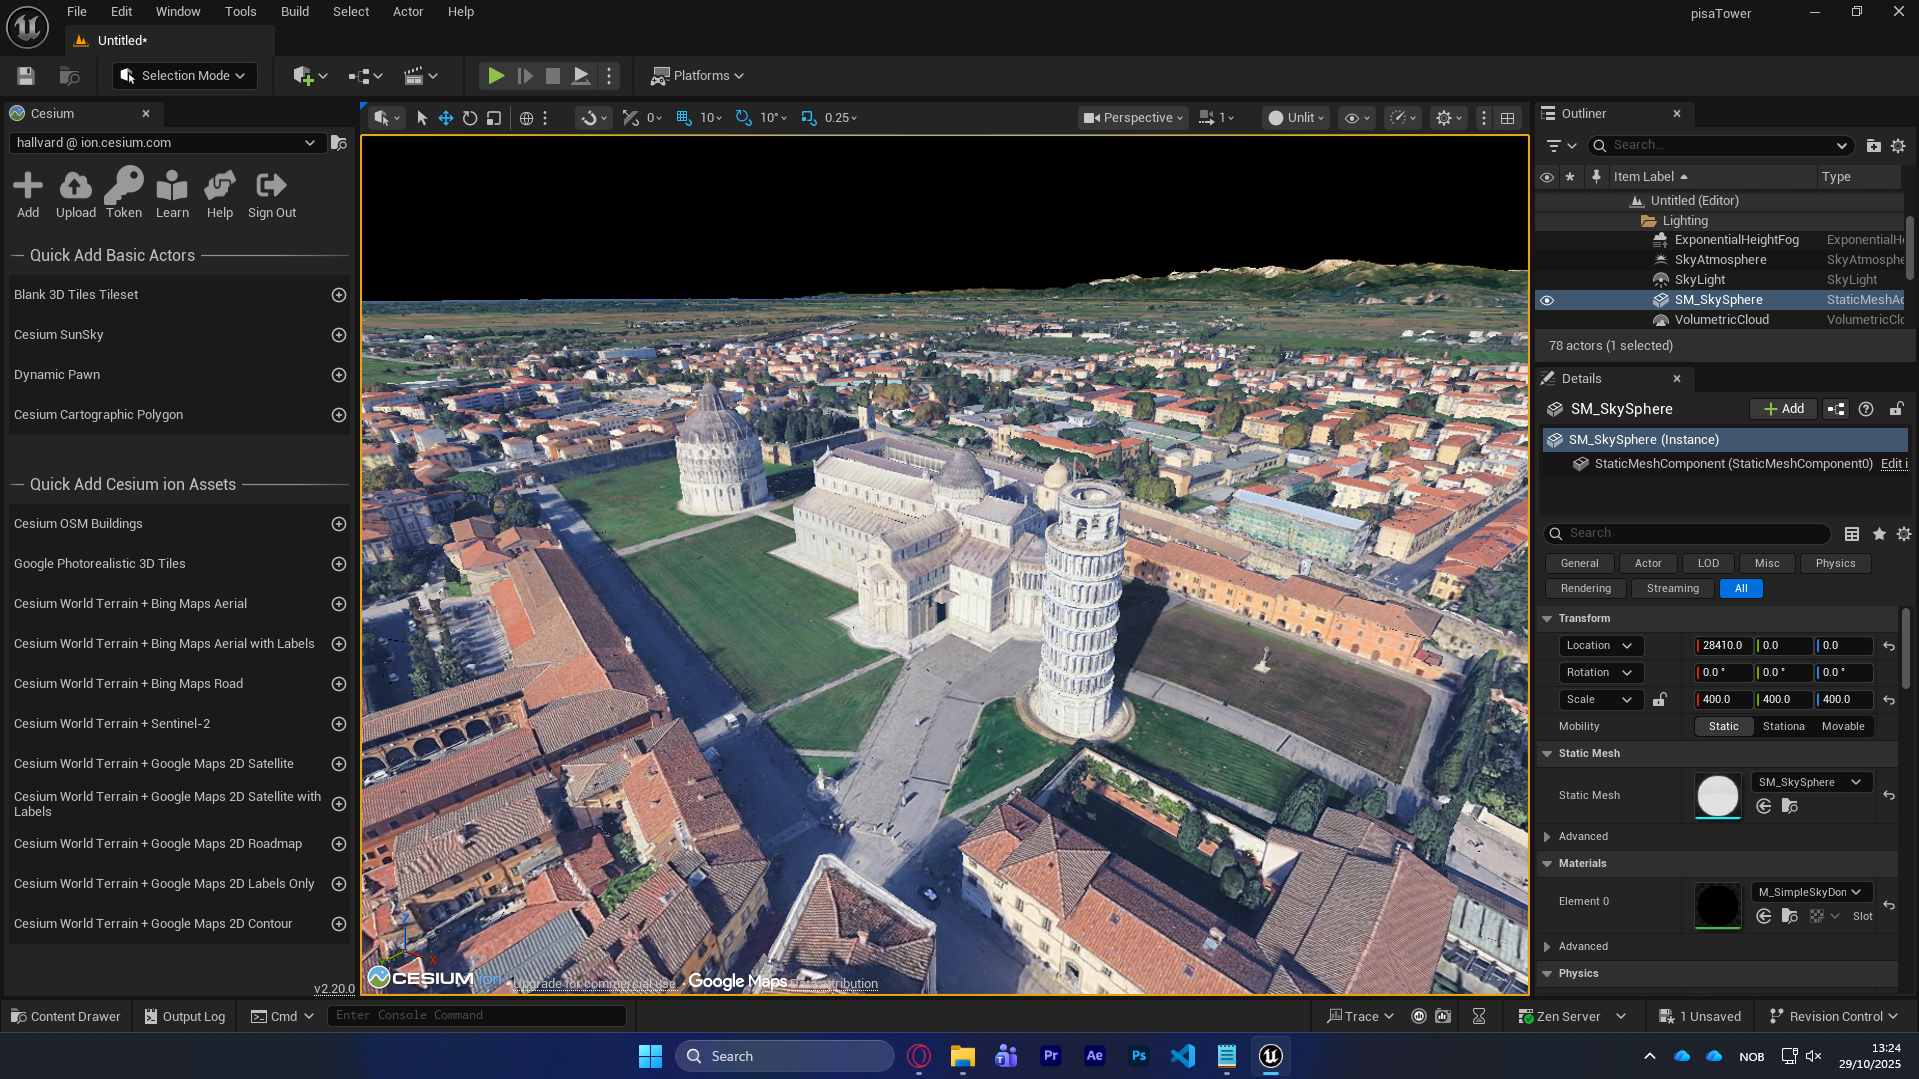 File Edit Window Tools Build Select Actor Help
pisaTower
Untitled*
Selection Mode
Platforms
Cesium
hallvard @ ion.cesium.com
Add Upload Token Learn Help Sign Out
Quick Add Basic Actors
Blank 3D Tiles Tileset
Cesium SunSky
Dynamic Pawn
Cesium Cartographic Polygon
Quick Add Cesium ion Assets
Cesium OSM Buildings
Google Photorealistic 3D Tiles
Cesium World Terrain + Bing Maps Aerial
Cesium World Terrain + Bing Maps Aerial with Labels
Cesium World Terrain + Bing Maps Road
Cesium World Terrain + Sentinel-2
Cesium World Terrain + Google Maps 2D Satellite
Cesium World Terrain + Google Maps 2D Satellite with
Labels
Cesium World Terrain + Google Maps 2D Roadmap
Cesium World Terrain + Google Maps 2D Labels Only
Cesium World Terrain + Google Maps 2D Contour
v2.20.0
0 10 10° 0.25 Perspective 1 Unlit
Z
X
CESIUM ion Upgrade for commercial use. · Google Maps Data attribution
Outliner
Search...
Item Label Type
Untitled (Editor)
Lighting
ExponentialHeightFog ExponentialHe
SkyAtmosphere SkyAtmosphe
SkyLight SkyLight
SM_SkySphere StaticMeshAc
VolumetricCloud VolumetricClo
78 actors (1 selected)
Details
SM_SkySphere Add
SM_SkySphere (Instance)
StaticMeshComponent (StaticMeshComponent0) Edit i
Search
General Actor LOD Misc Physics
Rendering Streaming All
Transform
Location 28410.0 0.0 0.0
Rotation 0.0 ° 0.0 ° 0.0 °
Scale 400.0 400.0 400.0
Mobility Static Stationa Movable
Static Mesh
Static Mesh SM_SkySphere
Advanced
Materials
Element 0 M_SimpleSkyDon
Slot
Advanced
Physics
Content Drawer Output Log Cmd Enter Console Command Trace Zen Server 1 Unsaved Revision Control
Search Pr Ae Ps NOB
13:24
29/10/2025